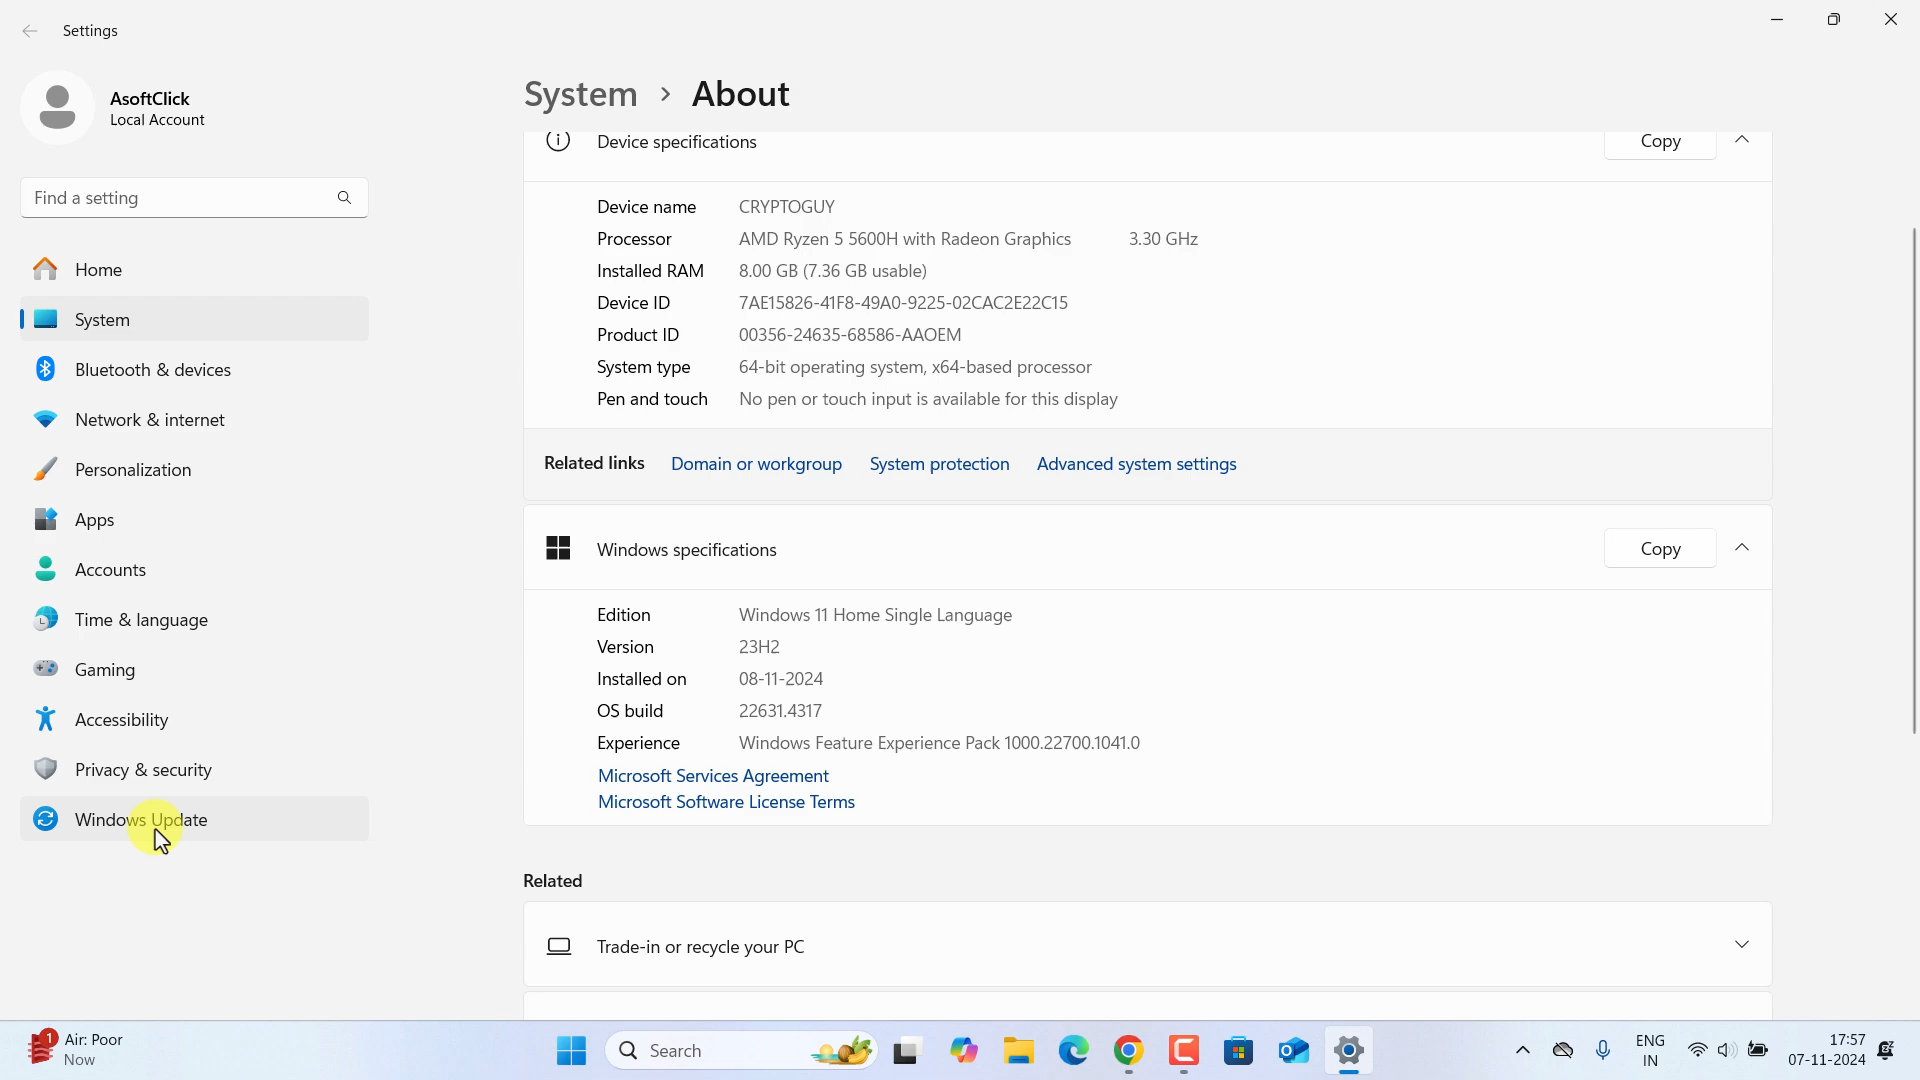 Settings
AsoftClick
Local Account
Find a setting
Home
System
Bluetooth & devices
Network & internet
Personalization
Apps
Accounts
Time & language
Gaming
Accessibility
Privacy & security
Windows Update
System > About
Device specifications Copy
Device name CRYPTOGUY
Processor AMD Ryzen 5 5600H with Radeon Graphics 3.30 GHz
Installed RAM 8.00 GB (7.36 GB usable)
Device ID 7AE15826-41F8-49A0-9225-02CAC2E22C15
Product ID 00356-24635-68586-AAOEM
System type 64-bit operating system, x64-based processor
Pen and touch No pen or touch input is available for this display
Related links Domain or workgroup System protection Advanced system settings
Windows specifications Copy
Edition Windows 11 Home Single Language
Version 23H2
Installed on 08-11-2024
OS build 22631.4317
Experience Windows Feature Experience Pack 1000.22700.1041.0
Microsoft Services Agreement
Microsoft Software License Terms
Related
Trade-in or recycle your PC
1 Air: Poor
Now
Search
ENG
IN
17:57
07-11-2024